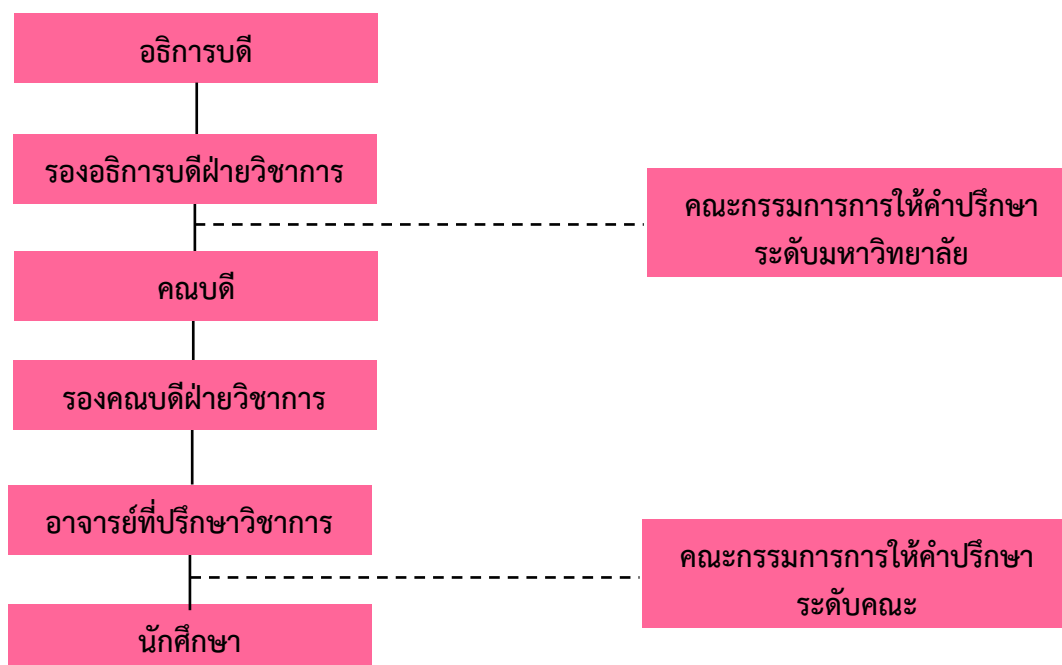 อธิการบดี
รองอธิการบดีฝ่ายวิชาการ
คณะกรรมการการให้คำปรึกษา
ระดับมหาวิทยาลัย
คณบดี
รองคณบดีฝ่ายวิชาการ
อาจารย์ที่ปรึกษาวิชาการ
คณะกรรมการการให้คำปรึกษา
ระดับคณะ
นักศึกษา